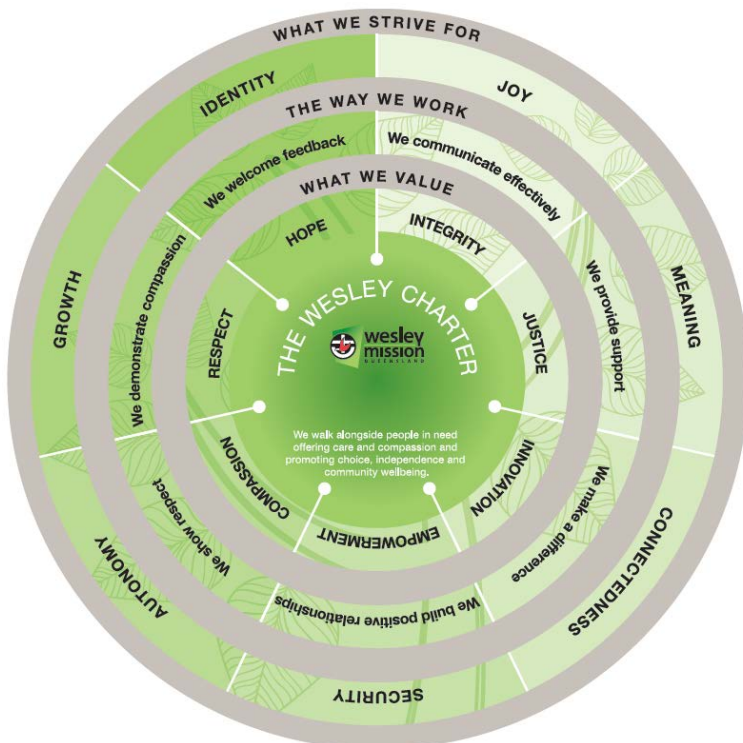 WHAT WE STRIVE FOR
IDENTITY
JOY
MEANING
CONNECTEDNESS
SECURITY
AUTONOMY
GROWTH
THE WAY WE WORK
We welcome feedback
We communicate effectively
We provide support
We make a difference
We build positive relationships
We show respect
We demonstrate compassion
WHAT WE VALUE
HOPE
INTEGRITY
JUSTICE
INNOVATION
EMPOWERMENT
COMPASSION
RESPECT
THE WESLEY CHARTER
wesley
mission
QUEENSLAND
We walk alongside people in need
offering care and compassion and
promoting choice, independence and
community wellbeing.